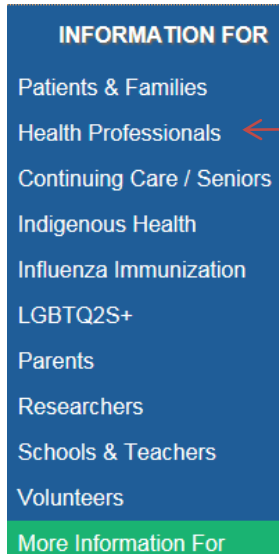 INFORMATION FOR
Patients & Families
Health Professionals
Continuing Care / Seniors
Indigenous Health
Influenza Immunization
LGBTQ2S+
Parents
Researchers
Schools & Teachers
Volunteers
More Information For